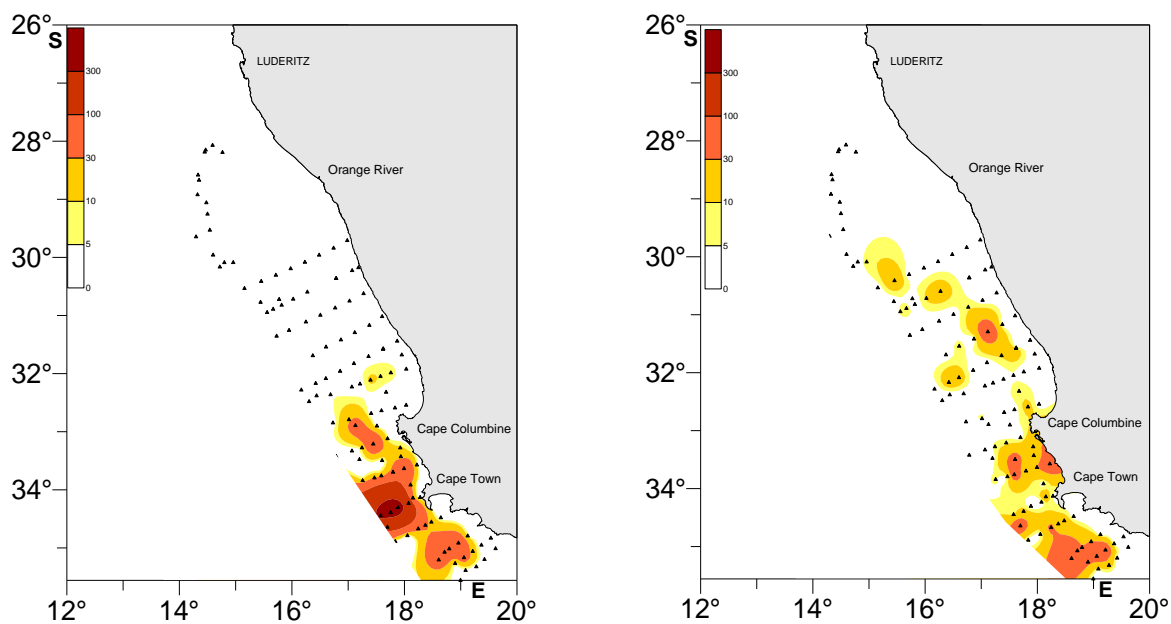 26°
S
300
100
30
10
5
0
LUDERITZ
28°
Orange River
30°
32°
Cape Columbine
Cape Town
34°
E
12°
14°
16°
18°
20°
26°
S
300
100
30
10
5
0
LUDERITZ
28°
Orange River
30°
32°
Cape Columbine
Cape Town
34°
E
12°
14°
16°
18°
20°